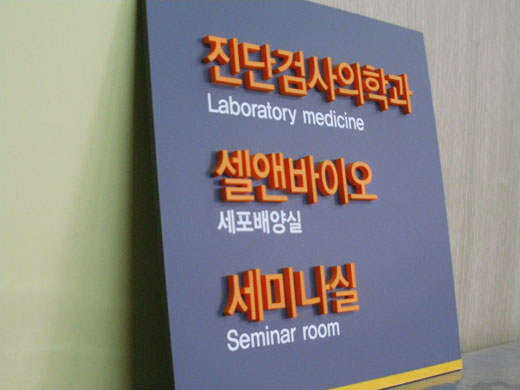 진단검사의학과
Laboratory medicine
셀앤바이오
세포배양실
세미나실
Seminar room